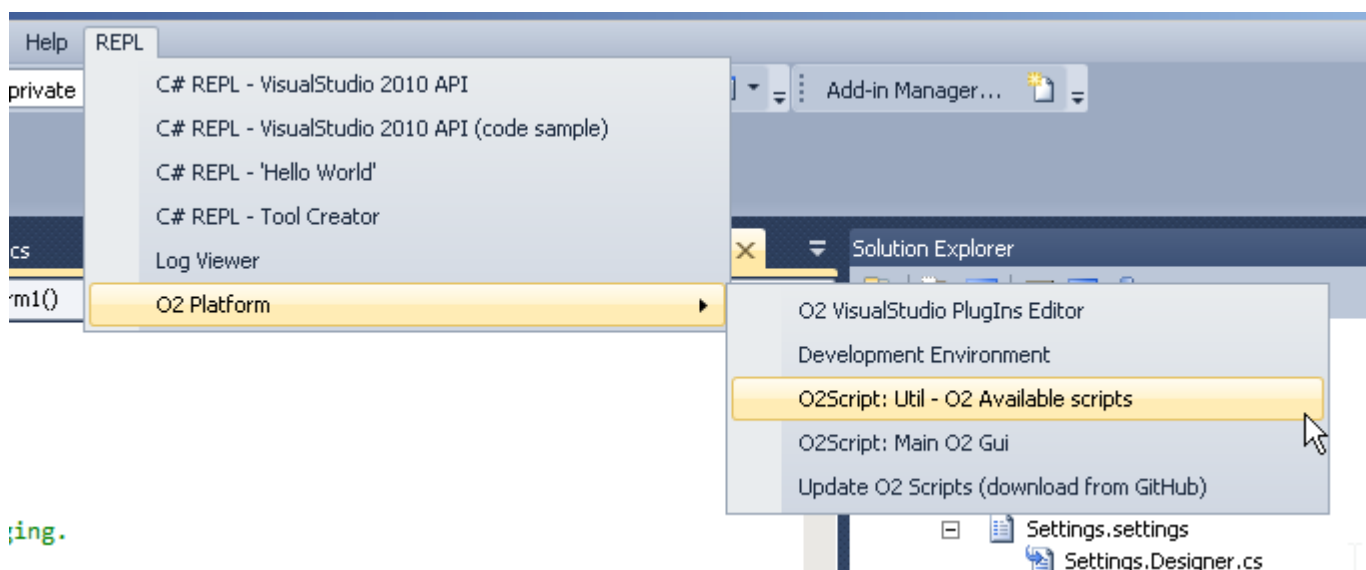 Help REPL
private
C# REPL - VisualStudio 2010 API
Add-in Manager...
C# REPL - VisualStudio 2010 API (code sample)
C# REPL - 'Hello World'
C# REPL - Tool Creator
cs
Log Viewer
Solution Explorer
rm1()
O2 Platform
O2 VisualStudio PlugIns Editor
Development Environment
O2Script: Util - O2 Available scripts
O2Script: Main O2 Gui
Update O2 Scripts (download from GitHub)
ging.
Settings.settings
Settings.Designer.cs